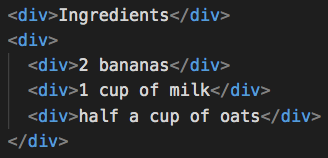 <div>Ingredients</div>
<div>
  <div>2 bananas</div>
  <div>1 cup of milk</div>
  <div>half a cup of oats</div>
</div>